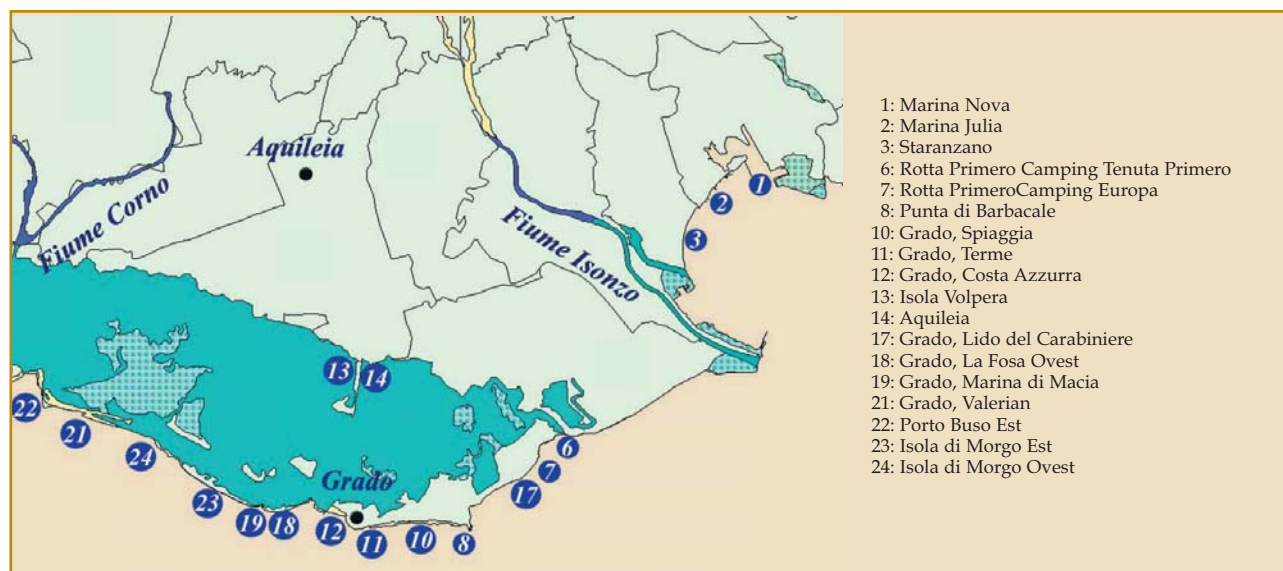 Aquileia
Fiume Corno
Fiume Isonzo
1
2
3
13
14
22
21
24
23
19
18
Grado
12
11
10
8
17
7
6
1: Marina Nova
2: Marina Julia
3: Staranzano
6: Rotta Primero Camping Tenuta Primero
7: Rotta PrimeroCamping Europa
8: Punta di Barbacale
10: Grado, Spiaggia
11: Grado, Terme
12: Grado, Costa Azzurra
13: Isola Volpera
14: Aquileia
17: Grado, Lido del Carabiniere
18: Grado, La Fosa Ovest
19: Grado, Marina di Macia
21: Grado, Valerian
22: Porto Buso Est
23: Isola di Morgo Est
24: Isola di Morgo Ovest